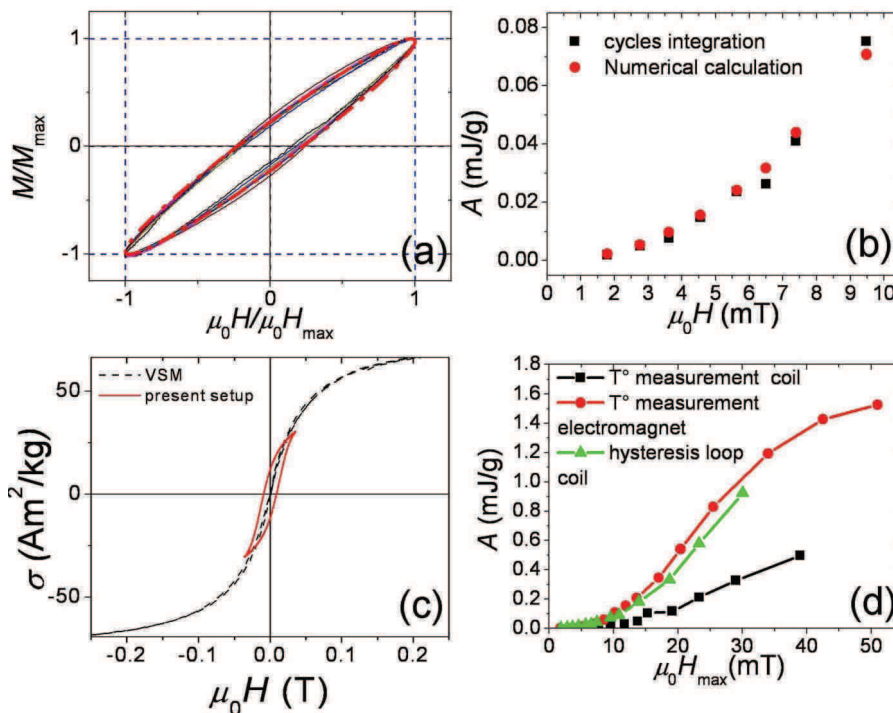 M/Mmax
1
0
-1
-1
0
1
μ0H/μ0Hmax
(a)
A (mJ/g)
0.08
0.06
0.04
0.02
0.00
cycles integration
Numerical calculation
0 1 2 3 4 5 6 7 8 9 10
μ0H (mT)
(b)
σ (Am²/kg)
50
0
-50
VSM
present setup
-0.2 -0.1 0.0 0.1 0.2
μ0H (T)
(c)
A (mJ/g)
1.8
1.6
1.4
1.2
1.0
0.8
0.6
0.4
0.2
0.0
T° measurement coil
T° measurement
electromagnet
hysteresis loop
coil
0 10 20 30 40 50
μ0Hmax(mT)
(d)